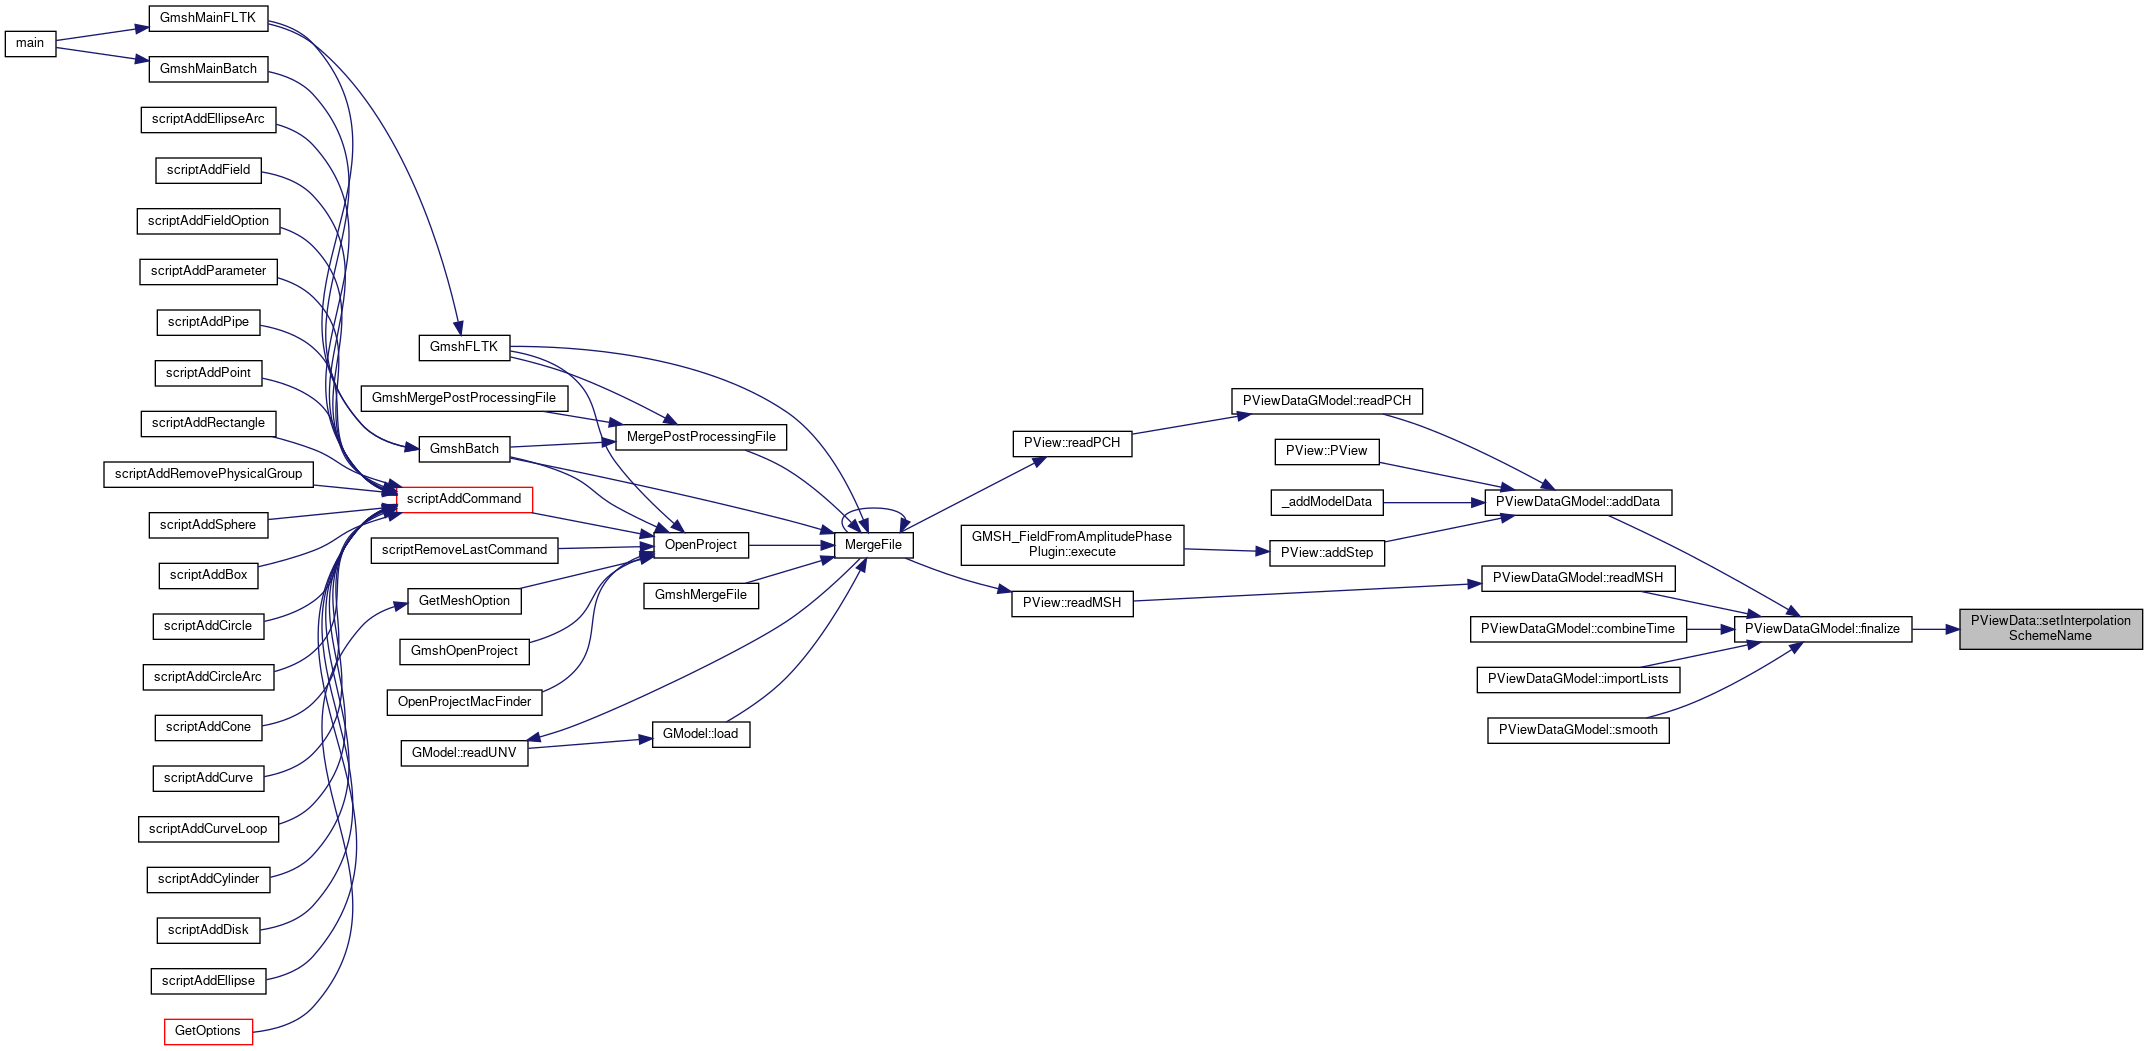 main
GmshMainFLTK
GmshMainBatch
scriptAddEllipseArc
scriptAddField
scriptAddFieldOption
scriptAddParameter
scriptAddPipe
scriptAddPoint
scriptAddRectangle
scriptAddRemovePhysicalGroup
scriptAddSphere
scriptAddBox
scriptAddCircle
scriptAddCircleArc
scriptAddCone
scriptAddCurve
scriptAddCurveLoop
scriptAddCylinder
scriptAddDisk
scriptAddEllipse
GetOptions
GmshFLTK
GmshMergePostProcessingFile
GmshBatch
scriptAddCommand
scriptRemoveLastCommand
GetMeshOption
GmshOpenProject
OpenProjectMacFinder
GModel::readUNV
MergePostProcessingFile
OpenProject
GmshMergeFile
GModel::load
MergeFile
PView::readPCH
GMSH_FieldFromAmplitudePhase
Plugin::execute
PView::readMSH
PViewDataGModel::readPCH
PView::PView
_addModelData
PView::addStep
PViewDataGModel::addData
PViewDataGModel::readMSH
PViewDataGModel::combineTime
PViewDataGModel::importLists
PViewDataGModel::smooth
PViewDataGModel::finalize
PViewData::setInterpolation
SchemeName